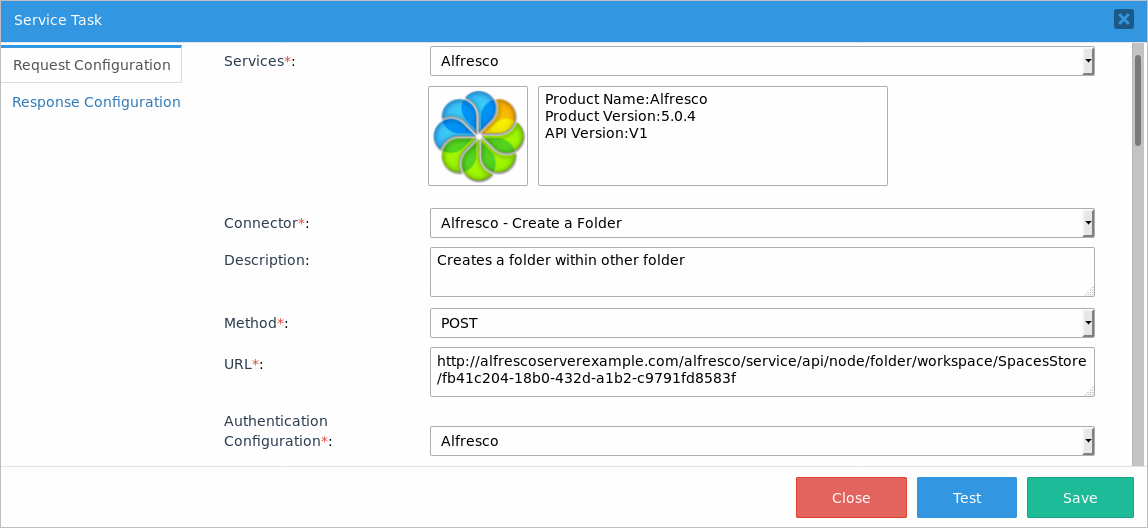 Service Task
Request Configuration
Response Configuration
Services*:
Alfresco
Product Name:Alfresco
Product Version:5.0.4
API Version:V1
Connector*:
Alfresco - Create a Folder
Description:
Creates a folder within other folder
Method*:
POST
URL*:
http://alfrescoserverexample.com/alfresco/service/api/node/folder/workspace/SpacesStore
/fb41c204-18b0-432d-a1b2-c9791fd8583f
Authentication
Configuration*:
Alfresco
Close
Test
Save